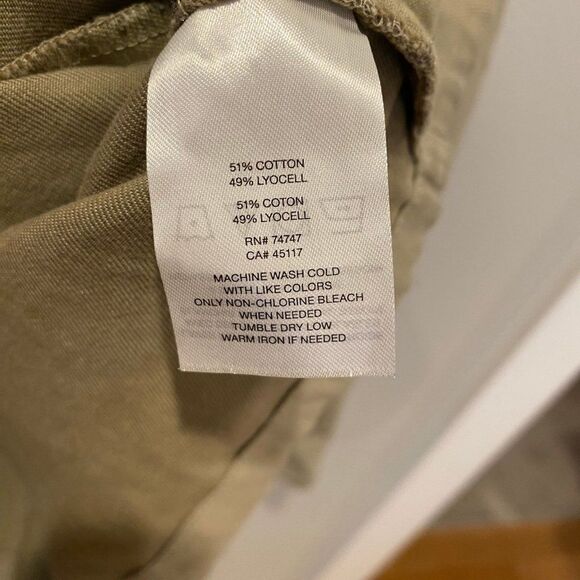 51% COTTON
49% LYOCELL
51% COTON
49% LYOCELL
RN# 74747
CA# 45117
MACHINE WASH COLD
WITH LIKE COLORS
ONLY NON-CHLORINE BLEACH
WHEN NEEDED
TUMBLE DRY LOW
WARM IRON IF NEEDED